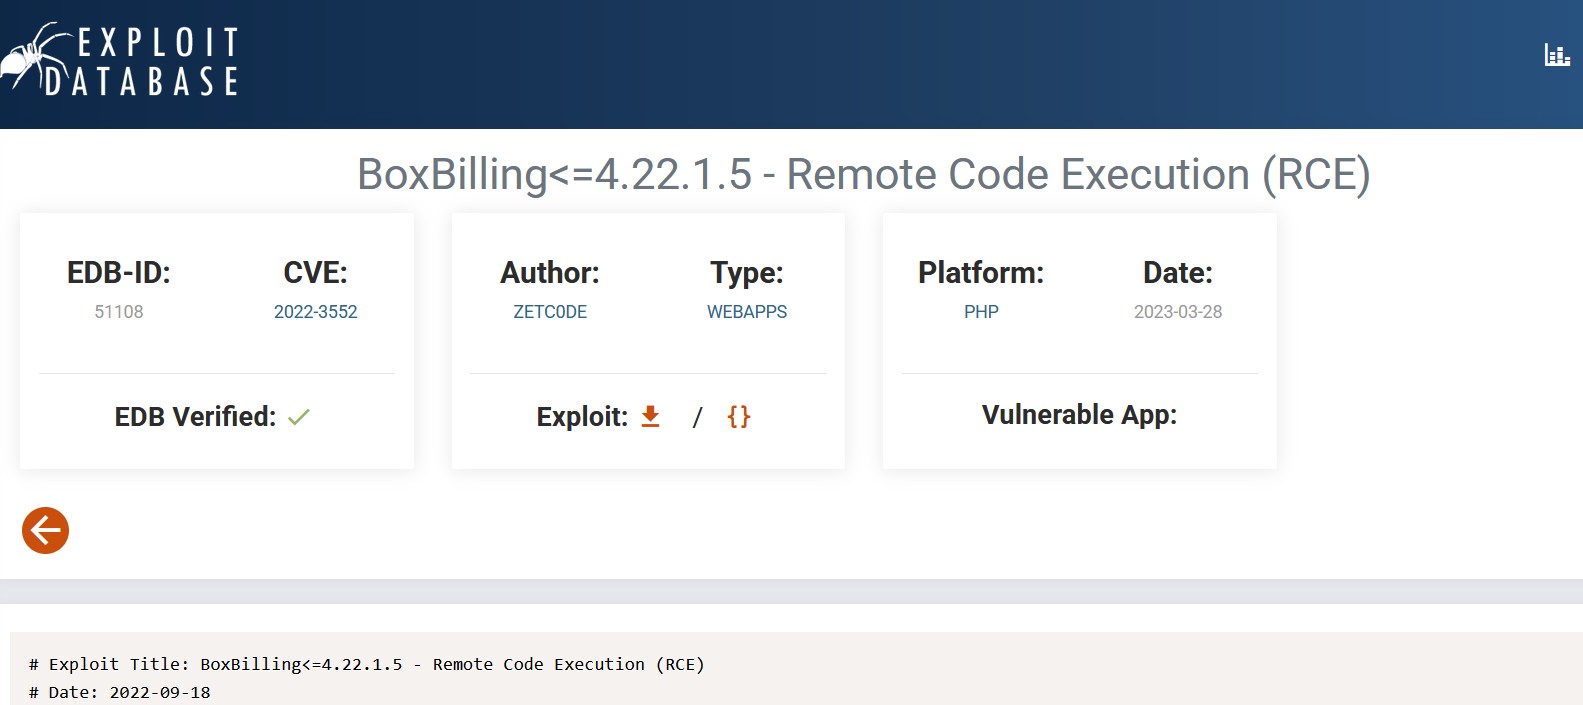 EXPLOIT
DATABASE
BoxBilling<=4.22.1.5 - Remote Code Execution (RCE)
EDB-ID:
51108
CVE:
2022-3552
EDB Verified:
Author:
ZETC0DE
Type:
WEBAPPS
Exploit: / {}
Platform:
PHP
Date:
2023-03-28
Vulnerable App:
# Exploit Title: BoxBilling<=4.22.1.5 - Remote Code Execution (RCE)
# Date: 2022-09-18